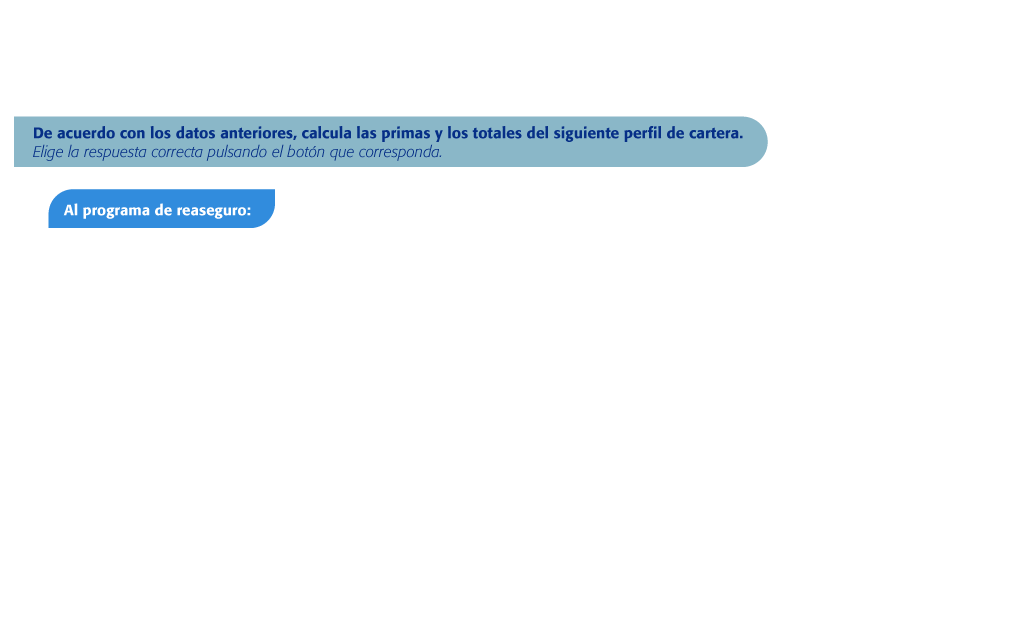 De acuerdo con los datos anteriores, calcula las primas y los totales del siguiente perfil de cartera.
Elige la respuesta correcta pulsando el botón que corresponda.
Al programa de reaseguro: